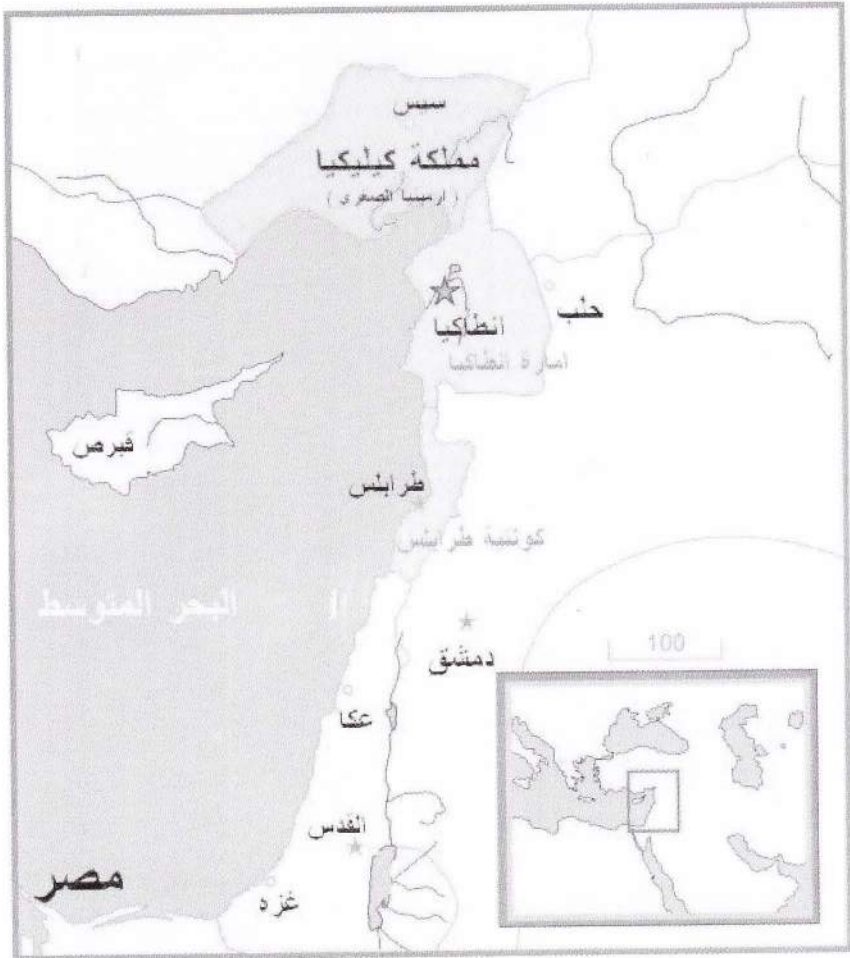 سيس
مملكة كيليكيا
( ارمينيا الصغرى )
حلب
انطاكيا
امارة انطاكيا
قبرص
طرابلس
كونتية طرابلس
البحر المتوسط
دمشق
100
عكا
القدس
مصر
غزه